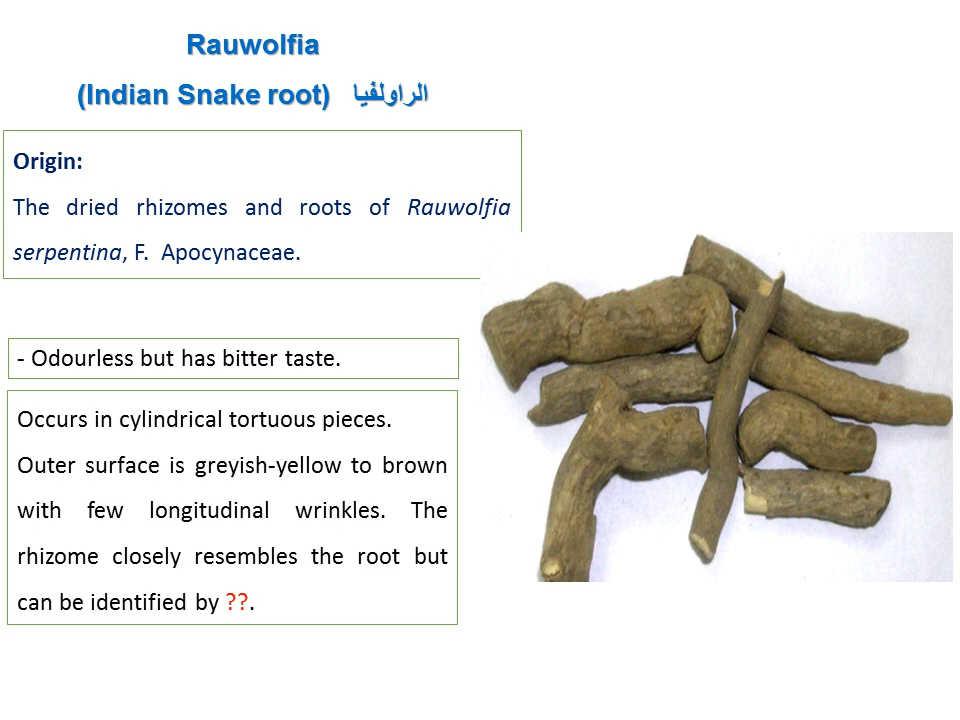 Rauwolfia
(Indian Snake root) الراولفيا
Origin:
The dried rhizomes and roots of Rauwolfia
serpentina, F. Apocynaceae.
- Odourless but has bitter taste.
Occurs in cylindrical tortuous pieces.
Outer surface is greyish-yellow to brown
with few longitudinal wrinkles. The
rhizome closely resembles the root but
can be identified by ??.